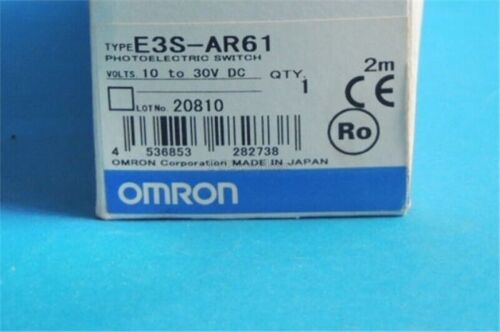 TYPE E3S-AR61
PHOTOELECTRIC SWITCH
VOLTS. 10 to 30V DC QTY. 1
2m
LOT No. 20810
CE
Ro
4 536853 282738
OMRON Corporation MADE IN JAPAN
OMRON